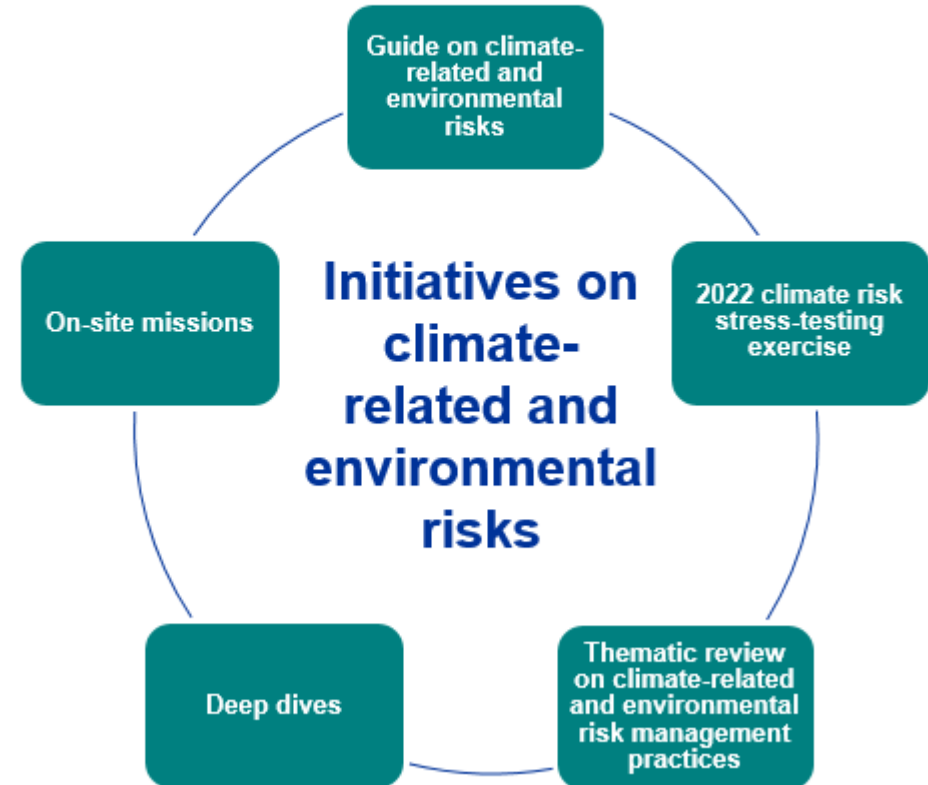 Guide on climate-
related and
environmental
risks
On-site missions
Initiatives on
climate-
related and
environmental
risks
2022 climate risk
stress-testing
exercise
Deep dives
Thematic review
on climate-related
and environmental
risk management
practices